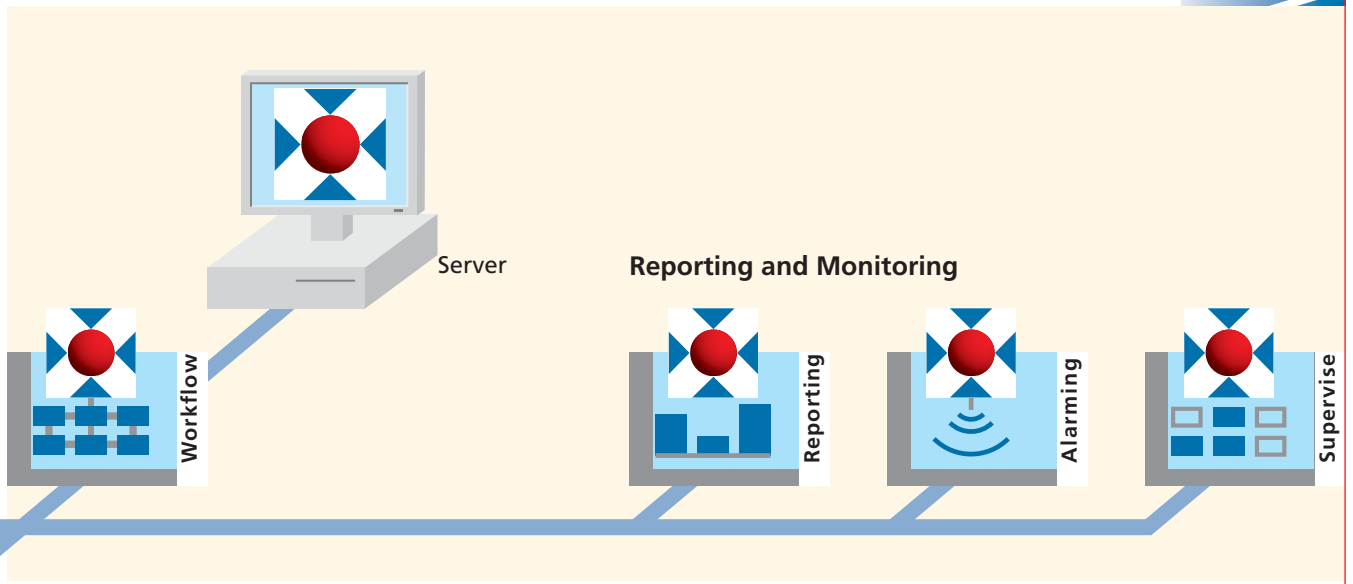 Server
Reporting and Monitoring
Workflow
Reporting
Alarming
Supervise